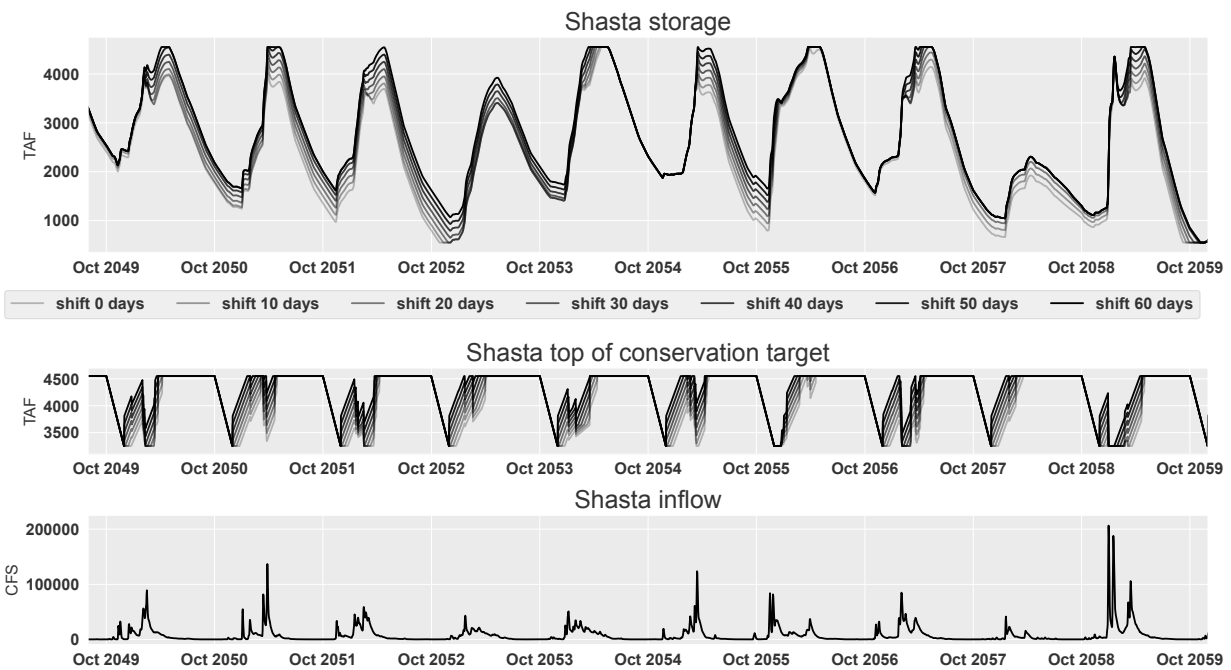 Shasta storage
TAF
4000
3000
2000
1000
Oct 2049 Oct 2050 Oct 2051 Oct 2052 Oct 2053 Oct 2054 Oct 2055 Oct 2056 Oct 2057 Oct 2058 Oct 2059
shift 0 days shift 10 days shift 20 days shift 30 days shift 40 days shift 50 days shift 60 days
Shasta top of conservation target
TAF
4500
4000
3500
Oct 2049 Oct 2050 Oct 2051 Oct 2052 Oct 2053 Oct 2054 Oct 2055 Oct 2056 Oct 2057 Oct 2058 Oct 2059
Shasta inflow
CFS
200000
100000
0
Oct 2049 Oct 2050 Oct 2051 Oct 2052 Oct 2053 Oct 2054 Oct 2055 Oct 2056 Oct 2057 Oct 2058 Oct 2059